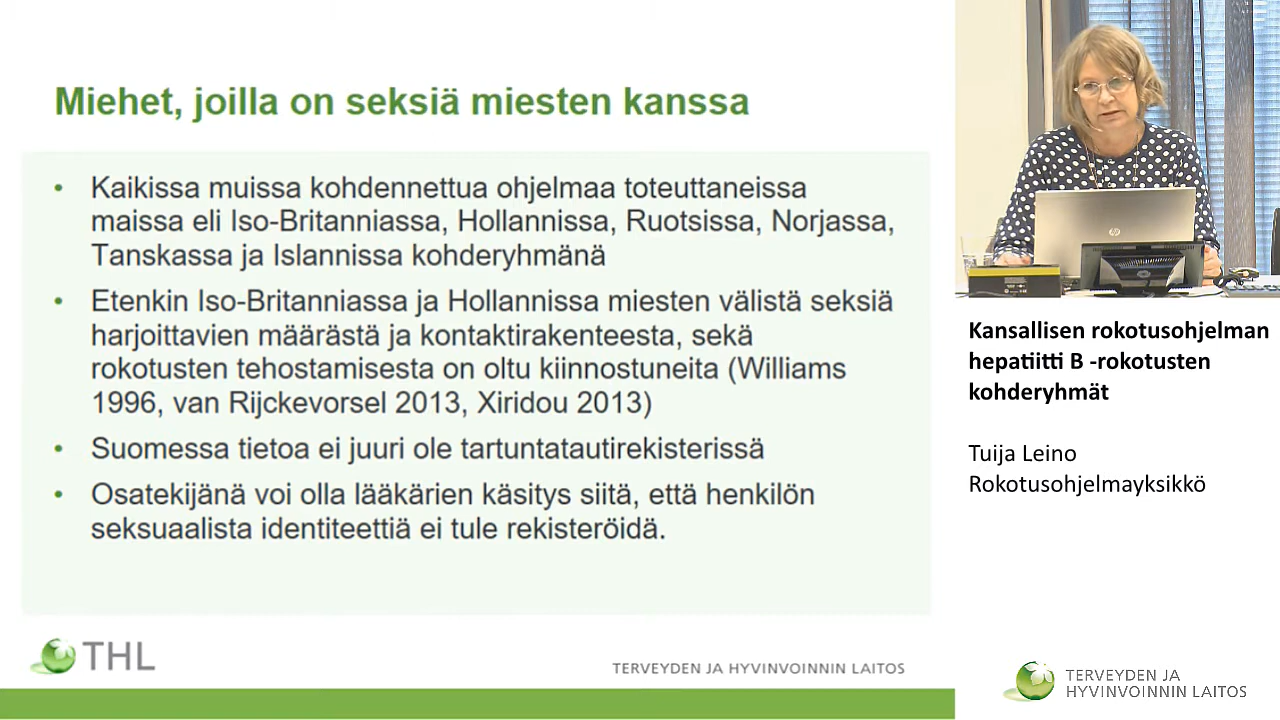 Miehet, joilla on seksiä miesten kanssa
• Kaikissa muissa kohdennettua ohjelmaa toteuttaneissa
maissa eli Iso-Britanniassa, Hollannissa, Ruotsissa, Norjassa,
Tanskassa ja Islannissa kohderyhmänä
• Etenkin Iso-Britanniassa ja Hollannissa miesten välistä seksiä
harjoittavien määrästä ja kontaktirakenteesta, sekä
rokotusten tehostamisesta on oltu kiinnostuneita (Williams
1996, van Rijckevorsel 2013, Xiridou 2013)
• Suomessa tietoa ei juuri ole tartuntatautirekisterissä
• Osatekijänä voi olla lääkärien käsitys siitä, että henkilön
seksuaalista identiteettiä ei tule rekisteröidä.
THL
TERVEYDEN JA HYVINVOINNIN LAITOS
hp
Kansallisen rokotusohjelman
hepatiitti B -rokotusten
kohderyhmät
Tuija Leino
Rokotusohjelmayksikkö
TERVEYDEN JA
HYVINVOINNIN LAITOS